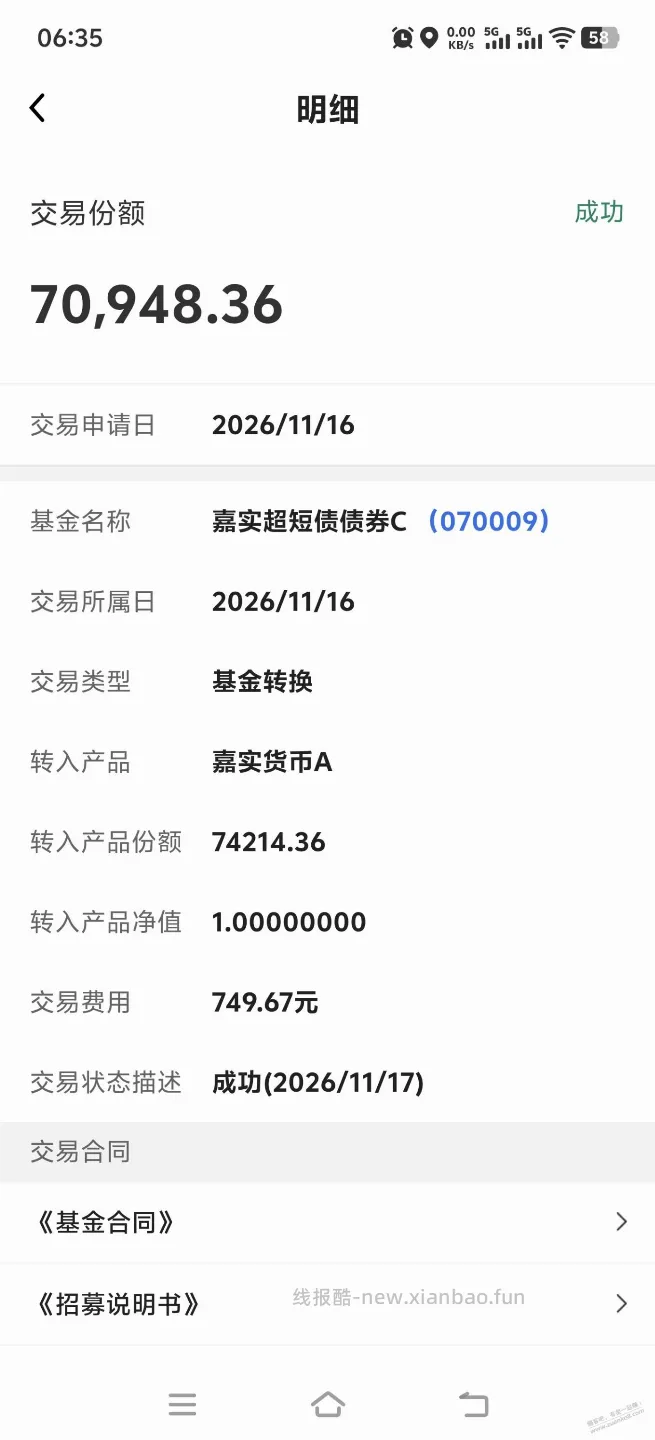 06:35
0.00 KB/s 5G 5G 58
明细
交易份额 成功
70,948.36
交易申请日 2026/11/16
基金名称 嘉实超短债债券C (070009)
交易所属日 2026/11/16
交易类型 基金转换
转入产品 嘉实货币A
转入产品份额 74214.36
转入产品净值 1.00000000
交易费用 749.67元
交易状态描述 成功(2026/11/17)
交易合同
《基金合同》
《招募说明书》
线报酷-new.xianbao.fun